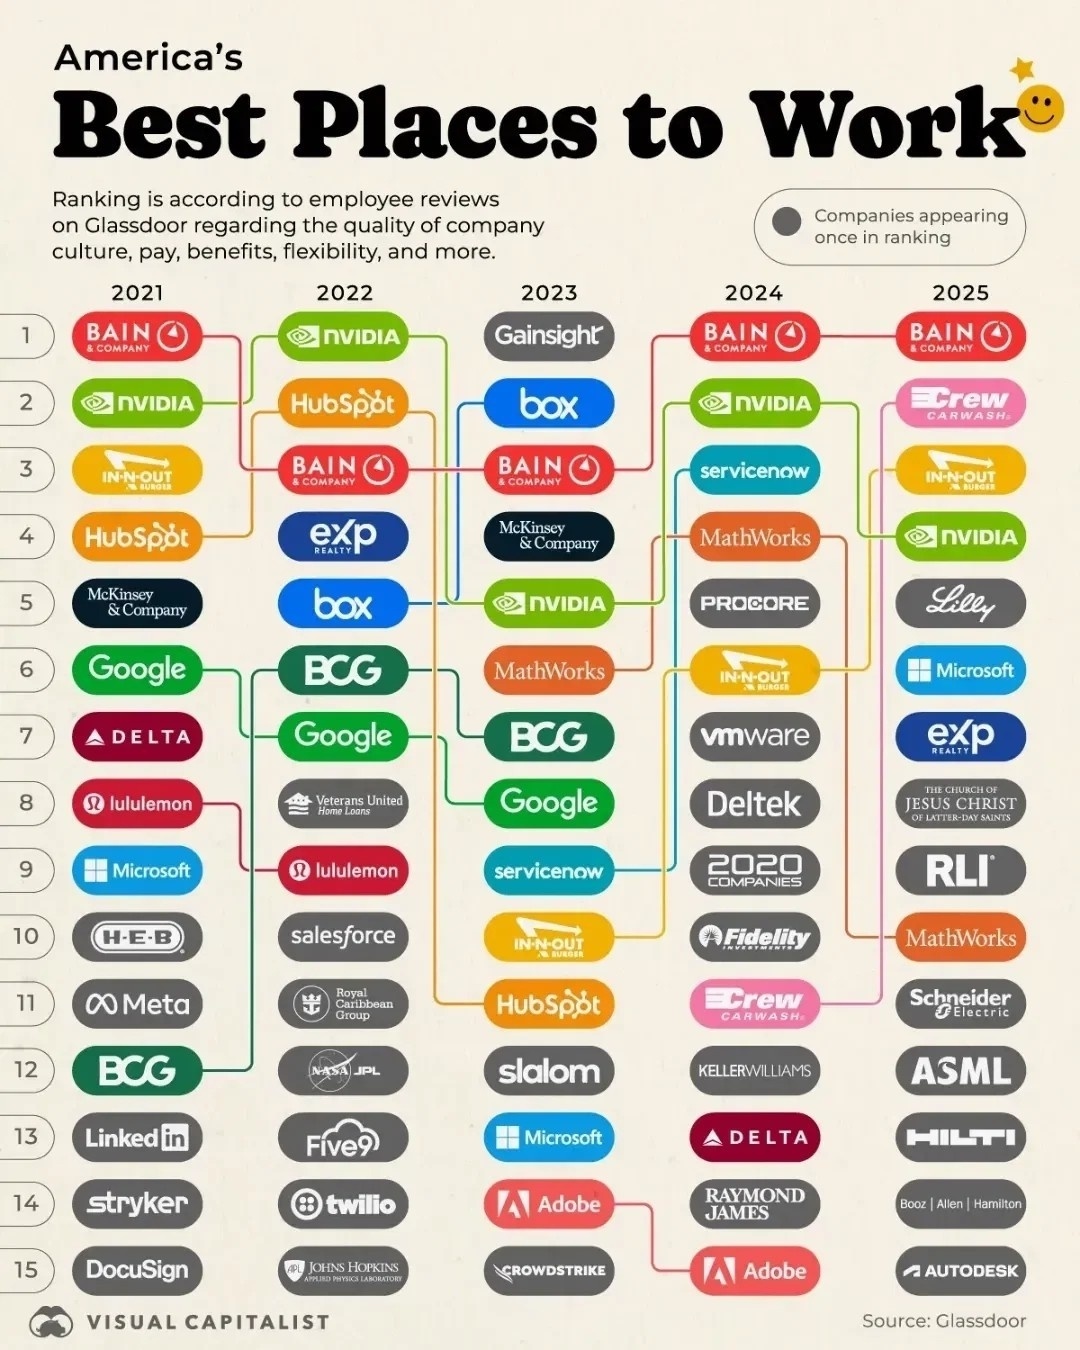 America's
Best Places to Work
Ranking is according to employee reviews
on Glassdoor regarding the quality of company
culture, pay, benefits, flexibility, and more.
Companies appearing
once in ranking
2021 2022 2023 2024 2025
1
BAIN
& COMPANY
NVIDIA
Gainsight
BAIN
& COMPANY
BAIN
& COMPANY
2
NVIDIA
HubSpot
box
NVIDIA
Crew
CARWASH
3
IN-N-OUT
BURGER
BAIN
& COMPANY
BAIN
& COMPANY
servicenow
IN-N-OUT
BURGER
4
HubSpot
eXp
REALTY
McKinsey
& Company
MathWorks
NVIDIA
5
McKinsey
& Company
box
NVIDIA
PROCORE
Lilly
6
Google
BCG
MathWorks
IN-N-OUT
BURGER
Microsoft
7
DELTA
Google
BCG
vmware
eXp
REALTY
8
lululemon
Veterans United
Home Loans
Google
Deltek
THE CHURCH OF
JESUS CHRIST
OF LATTER-DAY SAINTS
9
Microsoft
lululemon
servicenow
2020
COMPANIES
RLI
10
H-E-B
salesforce
IN-N-OUT
BURGER
Fidelity
INVESTMENTS
MathWorks
11
Meta
Royal
Caribbean
Group
HubSpot
Crew
CARWASH
Schneider
Electric
12
BCG
NASA JPL
slalom
KELLERWILLIAMS
ASML
13
Linked in
Five9
Microsoft
DELTA
HILTI
14
stryker
twilio
Adobe
RAYMOND
JAMES
Booz | Allen | Hamilton
15
DocuSign
APL JOHNS HOPKINS
APPLIED PHYSICS LABORATORY
CROWDSTRIKE
Adobe
AUTODESK
VISUAL CAPITALIST
Source: Glassdoor